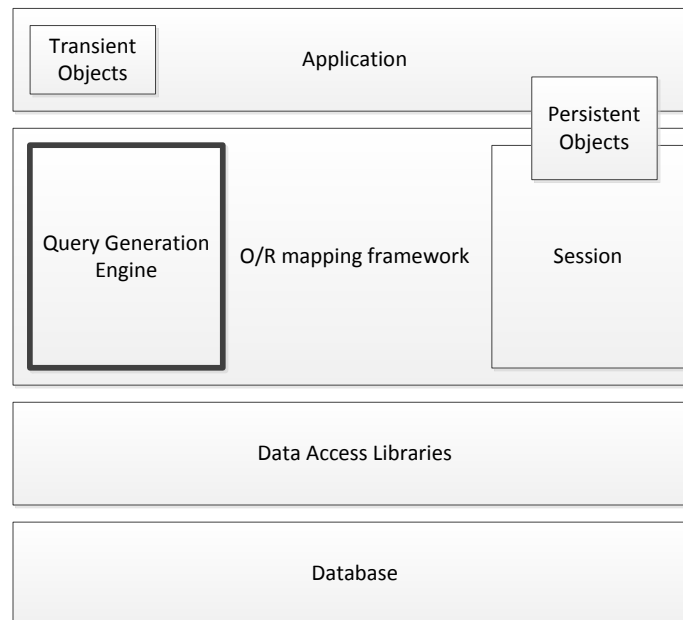 Transient
Objects
Application
Persistent
Objects
Query Generation
Engine
O/R mapping framework
Session
Data Access Libraries
Database